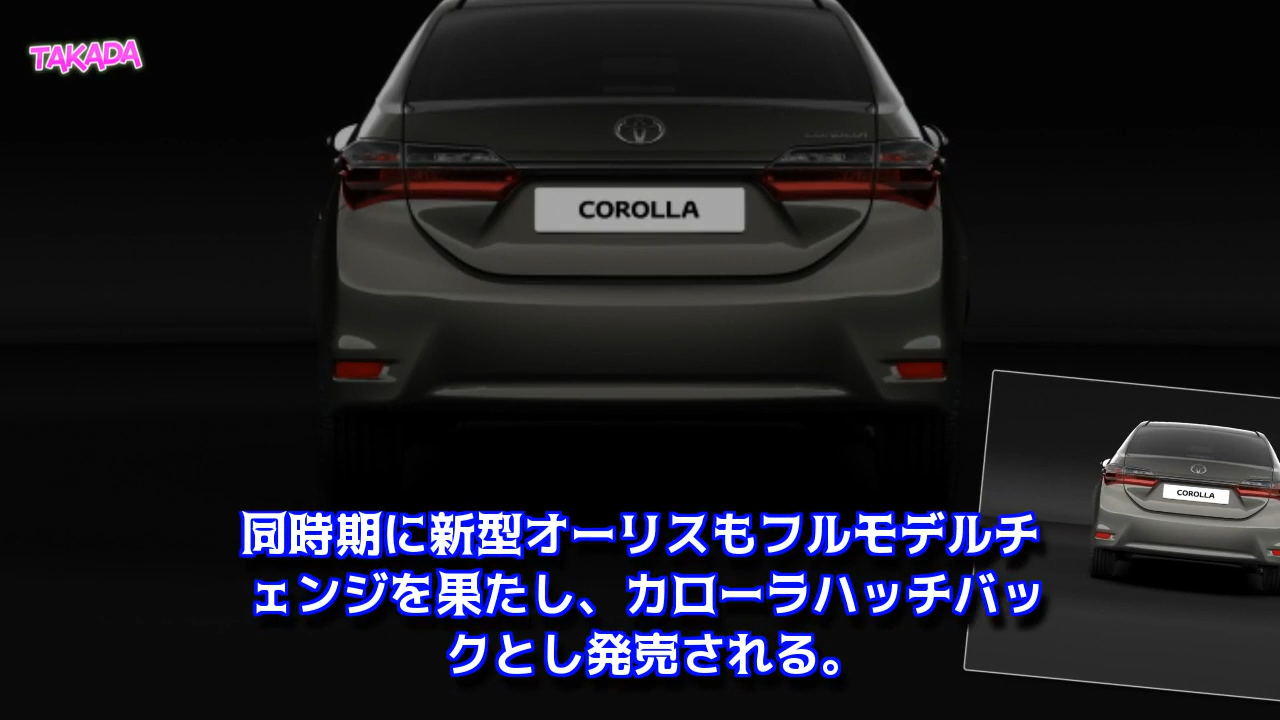 TAKADA
COROLLA
COROLLA
同時期に新型オーリスもフルモデルチ
ェンジを果たし、カローラハッチバッ
クとし発売される。
COROLLA